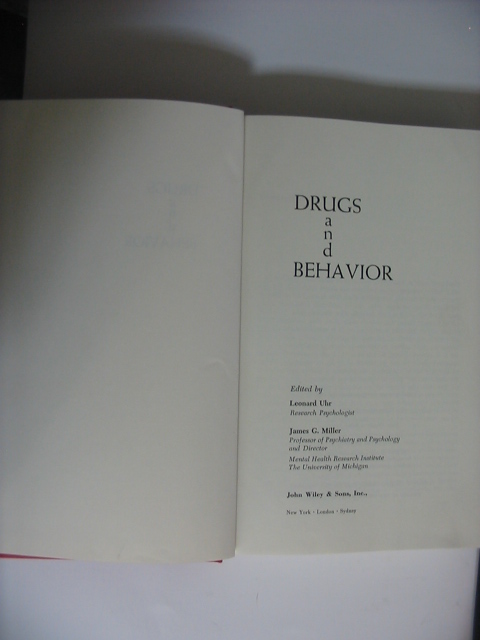 DRUGS
a
n
d
BEHAVIOR
Edited by
Leonard Uhr
Research Psychologist
James G. Miller
Professor of Psychiatry and Psychology
and Director
Mental Health Research Institute
The University of Michigan
John Wiley & Sons, Inc.,
New York · London · Sydney